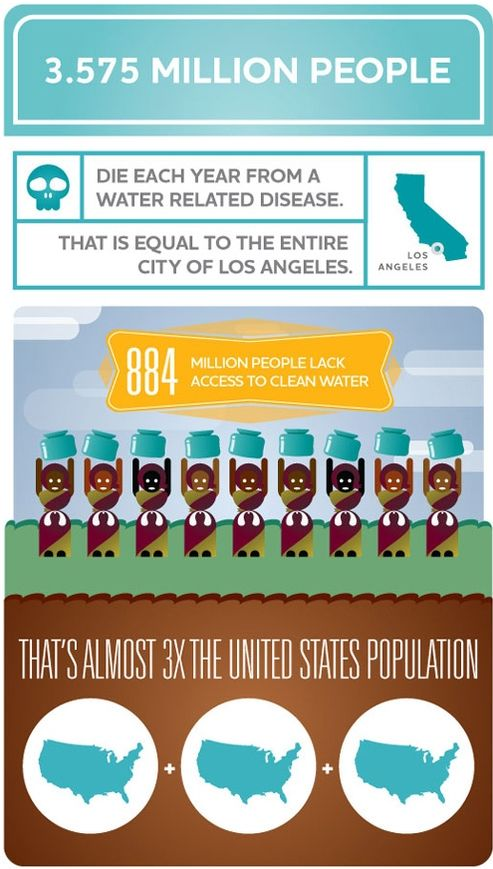 3.575 MILLION PEOPLE
DIE EACH YEAR FROM A
WATER RELATED DISEASE.
THAT IS EQUAL TO THE ENTIRE
CITY OF LOS ANGELES.
LOS
ANGELES
884
MILLION PEOPLE LACK
ACCESS TO CLEAN WATER
THAT'S ALMOST 3X THE UNITED STATES POPULATION
+ +